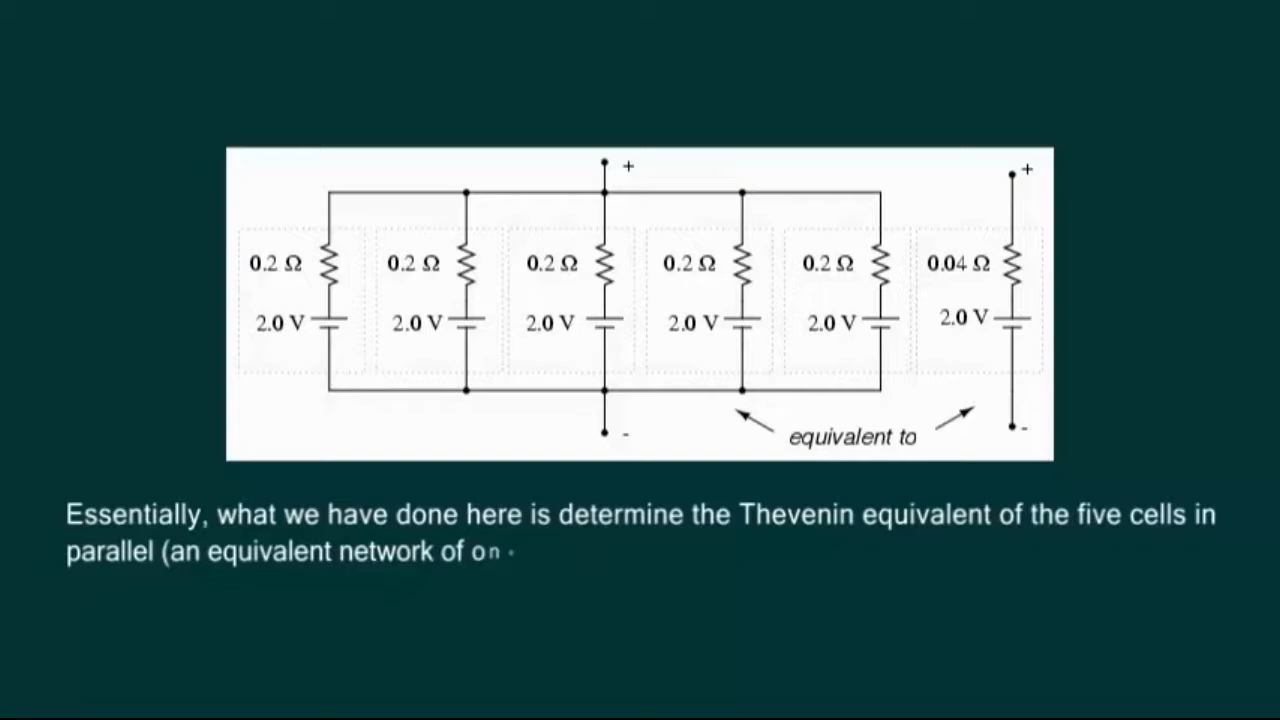 +
+
0.2 Ω 0.2 Ω 0.2 Ω 0.2 Ω 0.2 Ω 0.04 Ω
2.0 V 2.0 V 2.0 V 2.0 V 2.0 V 2.0 V
- equivalent to -
Essentially, what we have done here is determine the Thevenin equivalent of the five cells in
parallel (an equivalent network of on